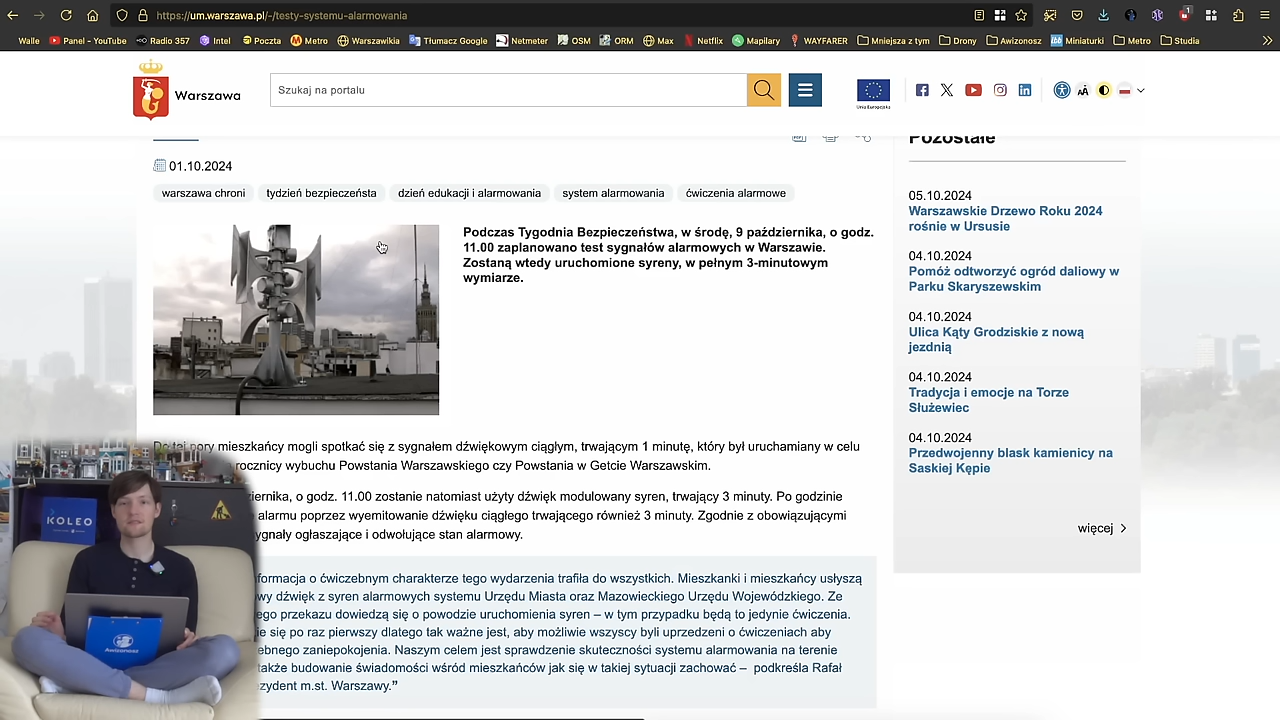 https://um.warszawa.pl/-/testy-systemu-alarmowania
1
Walle Panel - YouTube Radio 357 Intel Poczta Metro Warszawikia Tłumacz Google Netmeter OSM ORM Max Netflix Mapilary WAYFARER Mniejsza z tym Drony Awizonosz Miniaturki Metro Studia
Warszawa
Szukaj na portalu
Unia Europejska
Pozostałe
01.10.2024
warszawa chroni tydzień bezpieczeństa dzień edukacji i alarmowania system alarmowania ćwiczenia alarmowe
Podczas Tygodnia Bezpieczeństwa, w środę, 9 października, o godz.
11.00 zaplanowano test sygnałów alarmowych w Warszawie.
Zostaną wtedy uruchomione syreny, w pełnym 3-minutowym
wymiarze.
05.10.2024
Warszawskie Drzewo Roku 2024
rośnie w Ursusie
04.10.2024
Pomóż odtworzyć ogród daliowy w
Parku Skaryszewskim
04.10.2024
Ulica Kąty Grodziskie z nową
jezdnią
04.10.2024
Tradycja i emocje na Torze
Służewiec
04.10.2024
Przedwojenny blask kamienicy na
Saskiej Kępie
więcej
Do tej pory mieszkańcy mogli spotkać się z sygnałem dźwiękowym ciągłym, trwającym 1 minutę, który był uruchamiany w celu
rocznicy wybuchu Powstania Warszawskiego czy Powstania w Getcie Warszawskim.
ziernika, o godz. 11.00 zostanie natomiast użyty dźwięk modulowany syren, trwający 3 minuty. Po godzinie
alarmu poprzez wyemitowanie dźwięku ciągłego trwającego również 3 minuty. Zgodnie z obowiązującymi
ygnały ogłaszające i odwołujące stan alarmowy.
formacja o ćwiczebnym charakterze tego wydarzenia trafiła do wszystkich. Mieszkanki i mieszkańcy usłyszą
wy dźwięk z syren alarmowych systemu Urzędu Miasta oraz Mazowieckiego Urzędu Wojewódzkiego. Ze
ego przekazu dowiedzą się o powodzie uruchomienia syren – w tym przypadku będą to jedynie ćwiczenia.
ie się po raz pierwszy dlatego tak ważne jest, aby możliwie wszyscy byli uprzedzeni o ćwiczeniach aby
ebnego zaniepokojenia. Naszym celem jest sprawdzenie skuteczności systemu alarmowania na terenie
także budowanie świadomości wśród mieszkańców jak się w takiej sytuacji zachować – podkreśla Rafał
ezydent m.st. Warszawy.”
KOLEO
Awizonosz